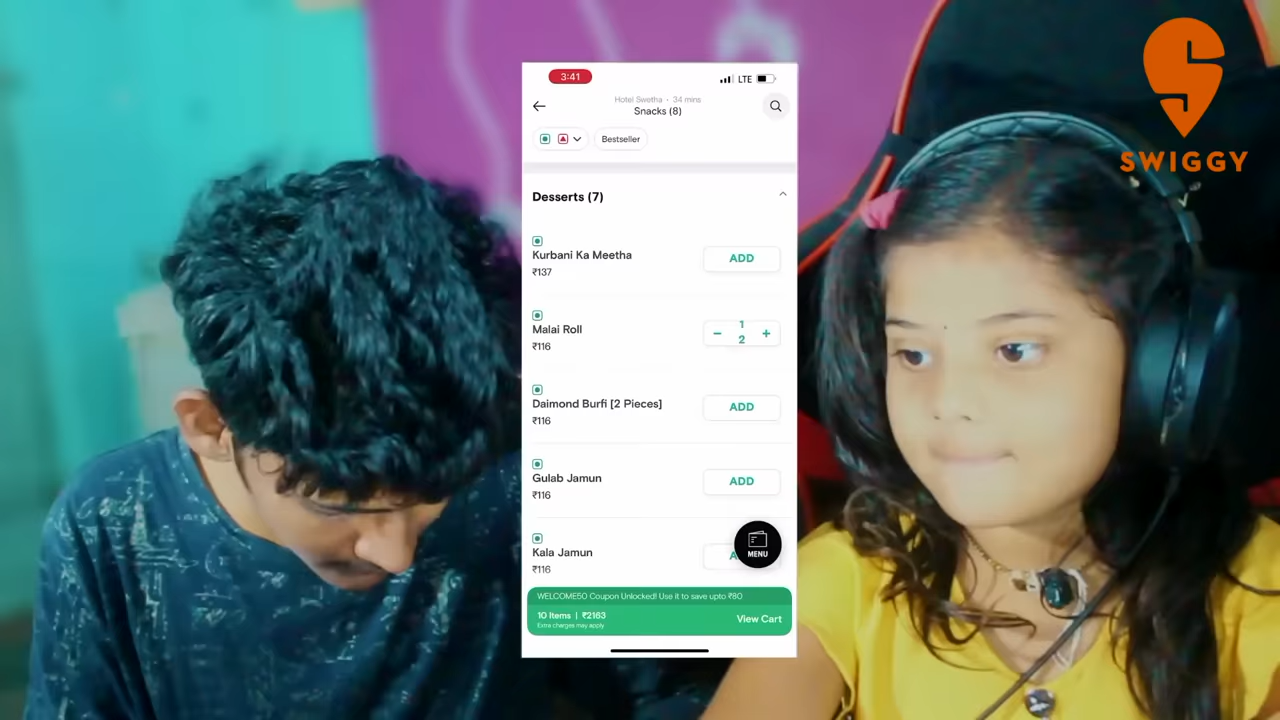 3:41
LTE
Hotel Swetha • 34 mins
Snacks (8)
Bestseller
Desserts (7)
Kurbani Ka Meetha
₹137
ADD
Malai Roll
₹116
1
2
Daimond Burfi [2 Pieces]
₹116
ADD
Gulab Jamun
₹116
ADD
Kala Jamun
₹116
A
MENU
WELCOME50 Coupon Unlocked! Use it to save upto ₹80
10 Items | ₹2163
Extra charges may apply
View Cart
SWIGGY